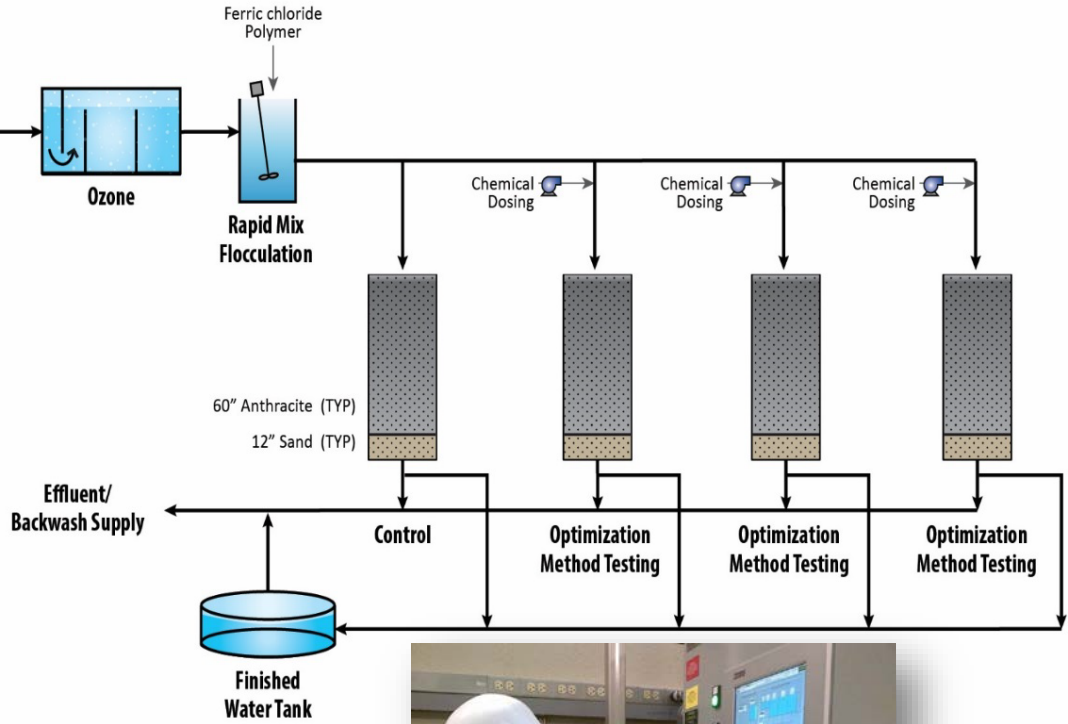 Ferric chloride
Polymer
Ozone
Rapid Mix
Flocculation
Chemical
Dosing
Chemical
Dosing
Chemical
Dosing
60” Anthracite (TYP)
12” Sand (TYP)
Effluent/
Backwash Supply
Control
Optimization
Method Testing
Optimization
Method Testing
Optimization
Method Testing
Finished
Water Tank